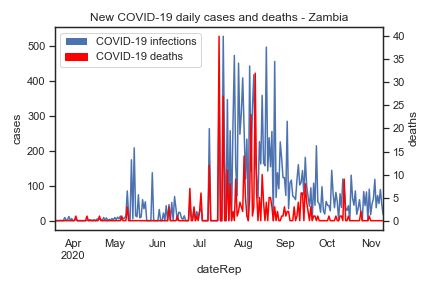 New COVID-19 daily cases and deaths - Zambia
COVID-19 infections
COVID-19 deaths
500
400
300
200
100
0
cases
40
35
30
25
20
15
10
5
0
deaths
Apr May Jun Jul Aug Sep Oct Nov
2020
dateRep